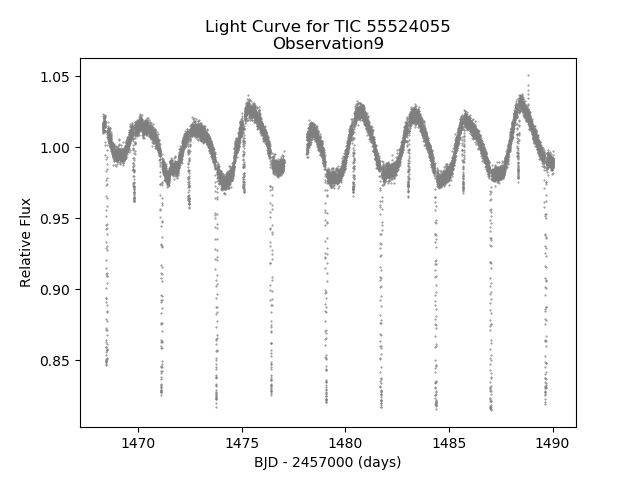 Light Curve for TIC 55524055
Observation9
1.05
1.00
0.95
0.90
0.85
Relative Flux
1470
1475
1480
1485
1490
BJD - 2457000 (days)